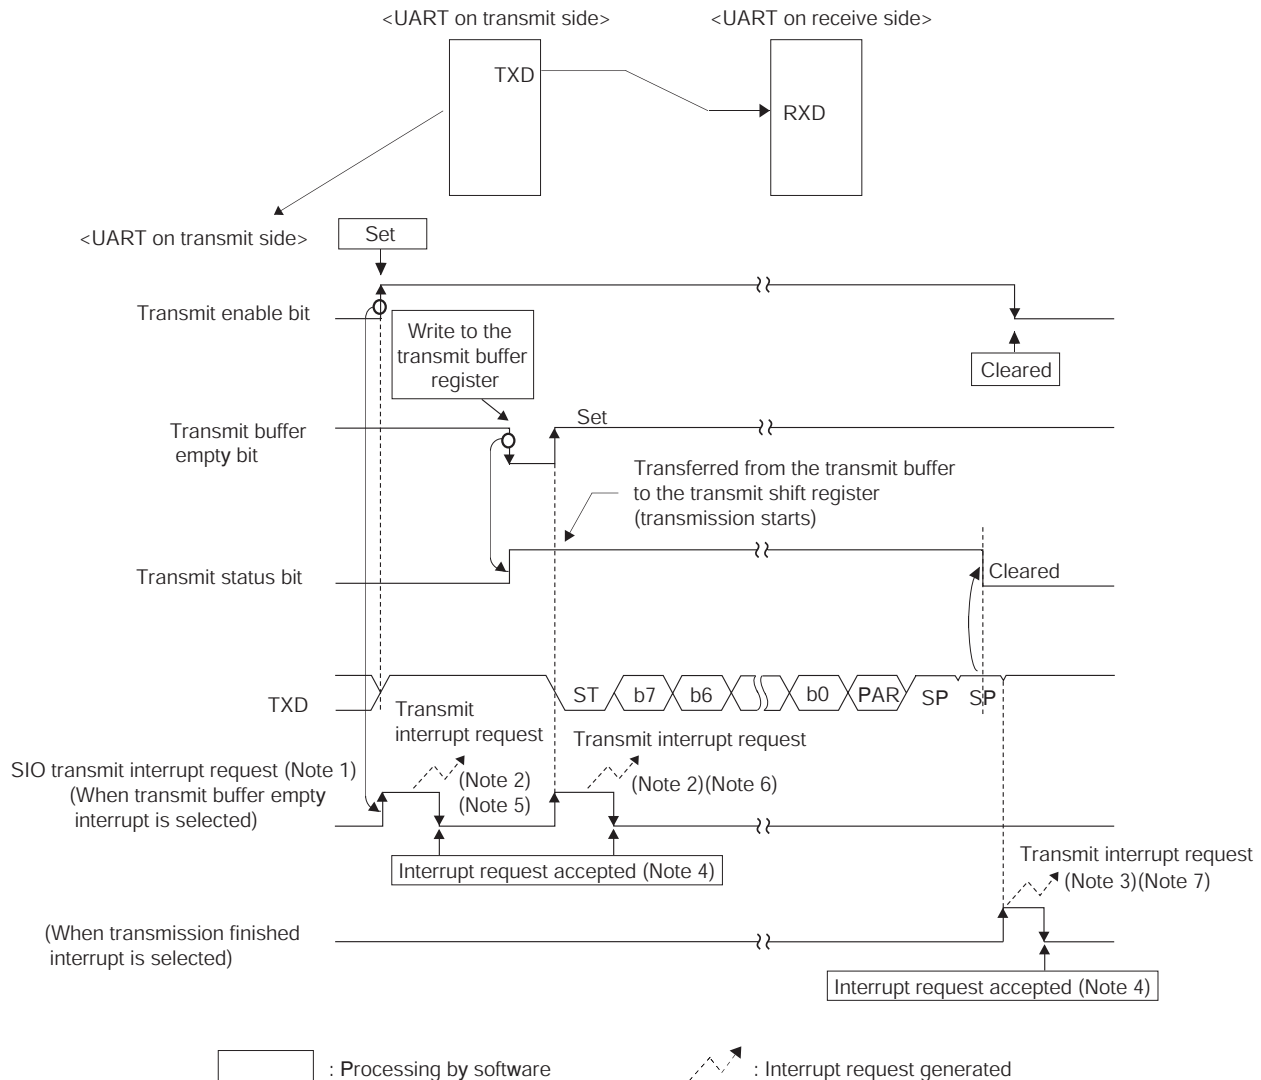 <UART on transmit side>
<UART on receive side>
TXD
RXD
<UART on transmit side>
Set
Transmit enable bit
Write to the
transmit buffer
register
Cleared
Transmit buffer
empty bit
Set
Transferred from the transmit buffer
to the transmit shift register
(transmission starts)
Transmit status bit
Cleared
TXD
ST
b7
b6
b0
PAR
SP
SP
Transmit
interrupt request
Transmit interrupt request
SIO transmit interrupt request (Note 1)
(When transmit buffer empty
interrupt is selected)
(Note 2)
(Note 5)
(Note 2)(Note 6)
Interrupt request accepted (Note 4)
Transmit interrupt request
(Note 3)(Note 7)
(When transmission finished
interrupt is selected)
Interrupt request accepted (Note 4)
: Processing by software
: Interrupt request generated